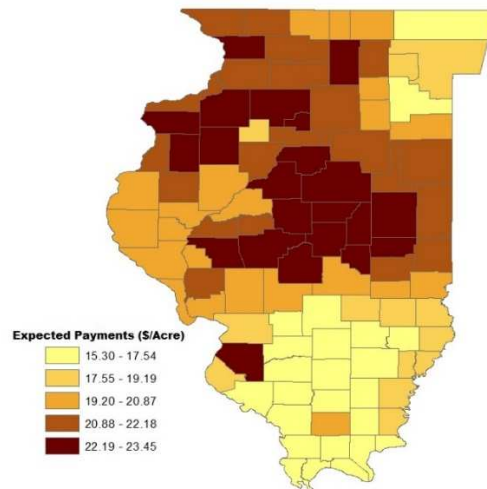 Expected Payments ($/Acre)
15.30 - 17.54
17.55 - 19.19
19.20 - 20.87
20.88 - 22.18
22.19 - 23.45